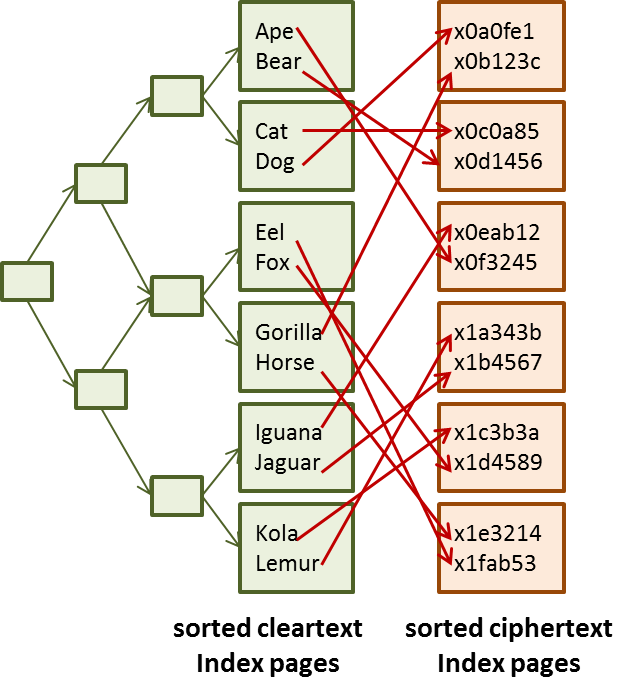 Ape
Bear
Cat
Dog
Eel
Fox
Gorilla
Horse
Iguana
Jaguar
Kola
Lemur
x0a0fe1
x0b123c
x0c0a85
x0d1456
x0eab12
x0f3245
x1a343b
x1b4567
x1c3b3a
x1d4589
x1e3214
x1fab53
sorted cleartext
Index pages
sorted ciphertext
Index pages